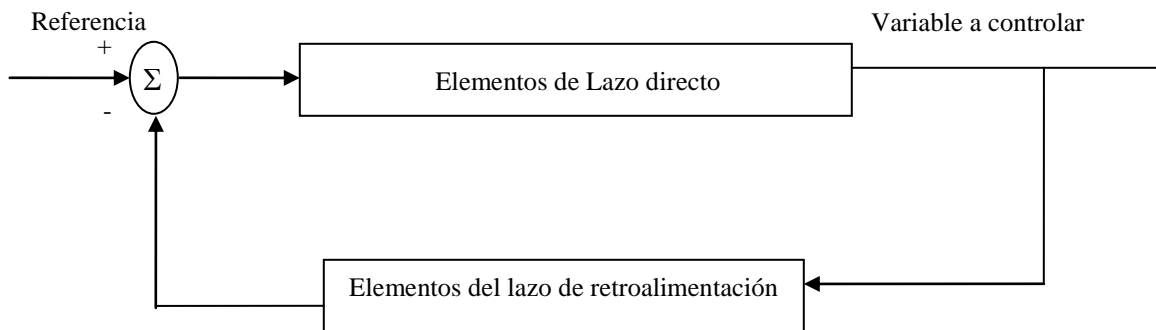 Referencia
Variable a controlar
+
Σ
Elementos de Lazo directo
-
Elementos del lazo de retroalimentación